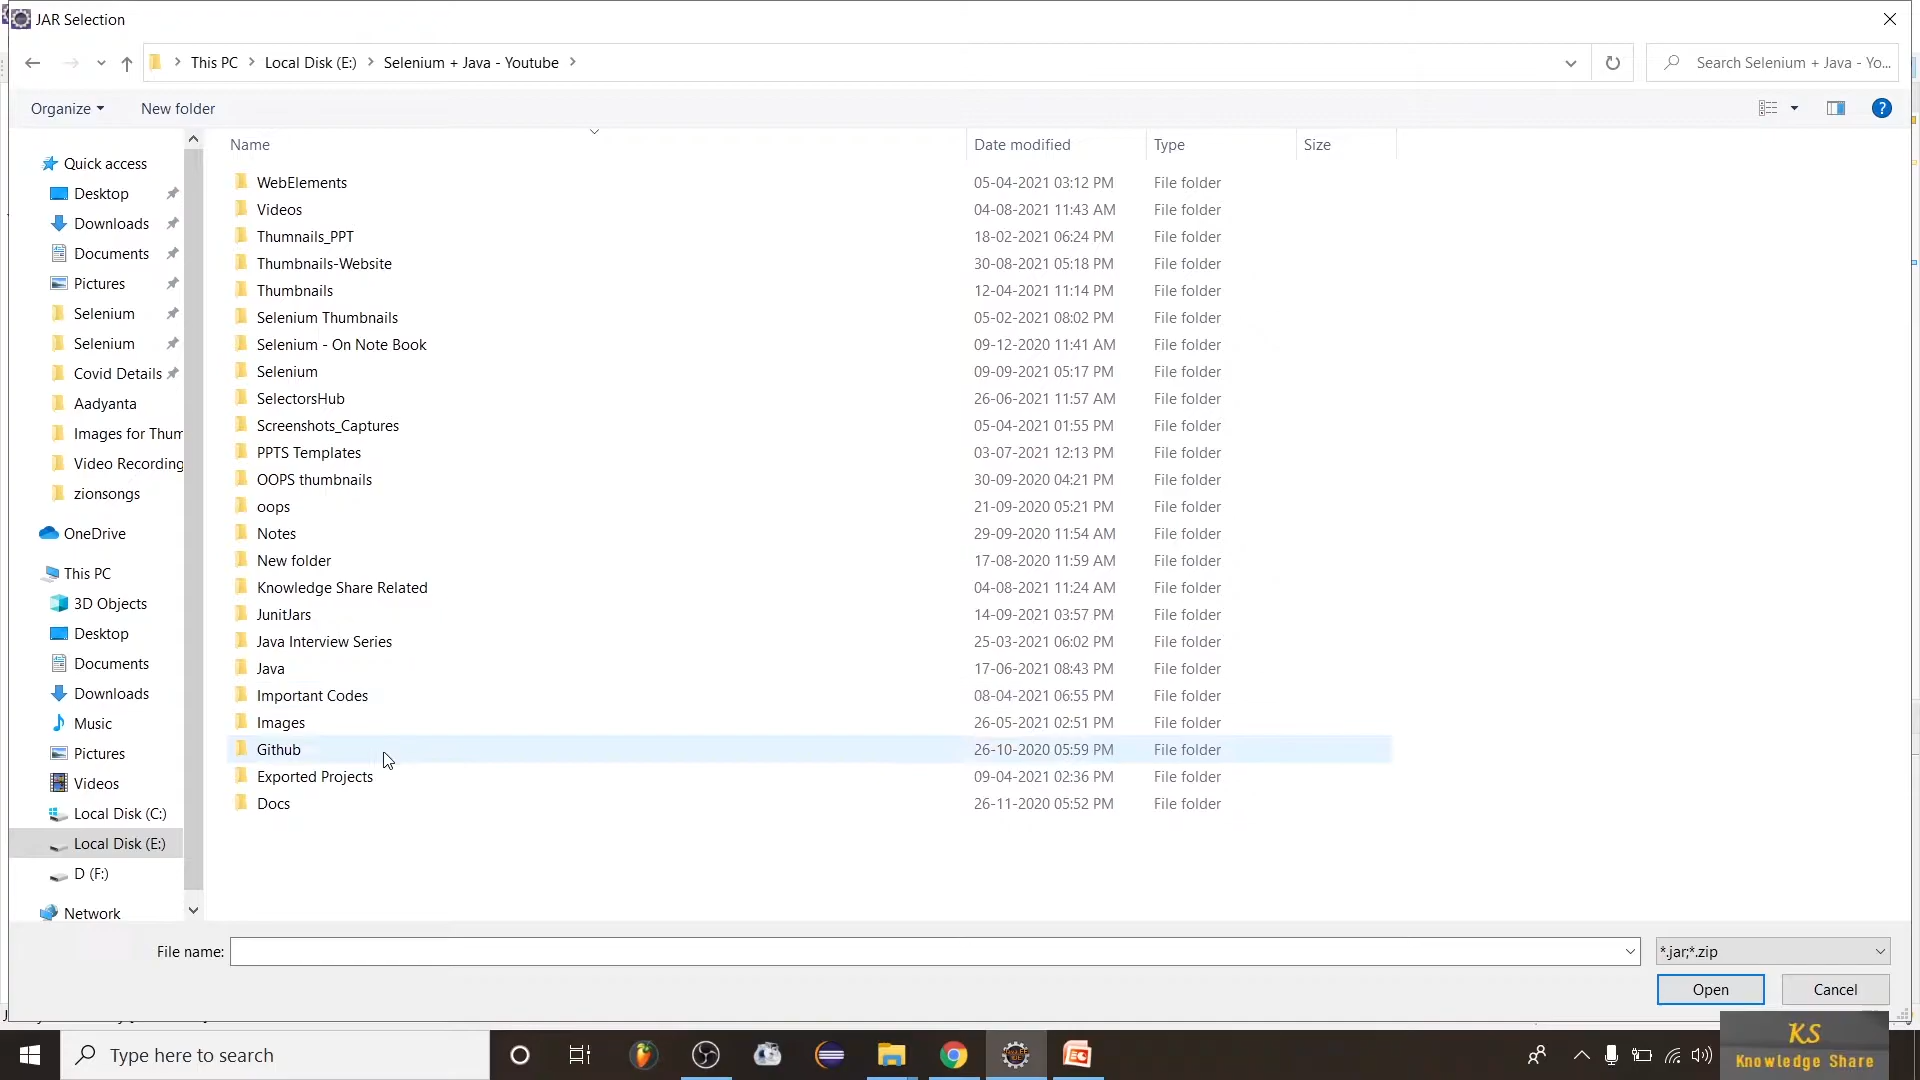 JAR Selection
This PC Local Disk (E:) Selenium + Java - Youtube
Search Selenium + Java - Yo...
Organize New folder
Name Date modified Type Size
Quick access
Desktop
Downloads
Documents
Pictures
Selenium
Selenium
Covid Details
Aadyanta
Images for Thum
Video Recording
zionsongs
OneDrive
This PC
3D Objects
Desktop
Documents
Downloads
Music
Pictures
Videos
Local Disk (C:)
Local Disk (E:)
D (F:)
Network
WebElements 05-04-2021 03:12 PM File folder
Videos 04-08-2021 11:43 AM File folder
Thumnails_PPT 18-02-2021 06:24 PM File folder
Thumbnails-Website 30-08-2021 05:18 PM File folder
Thumbnails 12-04-2021 11:14 PM File folder
Selenium Thumbnails 05-02-2021 08:02 PM File folder
Selenium - On Note Book 09-12-2020 11:41 AM File folder
Selenium 09-09-2021 05:17 PM File folder
SelectorsHub 26-06-2021 11:57 AM File folder
Screenshots_Captures 05-04-2021 01:55 PM File folder
PPTS Templates 03-07-2021 12:13 PM File folder
OOPS thumbnails 30-09-2020 04:21 PM File folder
oops 21-09-2020 05:21 PM File folder
Notes 29-09-2020 11:54 AM File folder
New folder 17-08-2020 11:59 AM File folder
Knowledge Share Related 04-08-2021 11:24 AM File folder
JunitJars 14-09-2021 03:57 PM File folder
Java Interview Series 25-03-2021 06:02 PM File folder
Java 17-06-2021 08:43 PM File folder
Important Codes 08-04-2021 06:55 PM File folder
Images 26-05-2021 02:51 PM File folder
Github 26-10-2020 05:59 PM File folder
Exported Projects 09-04-2021 02:36 PM File folder
Docs 26-11-2020 05:52 PM File folder
File name:
*.jar;*.zip
Open Cancel
Type here to search
KS
Knowledge Share